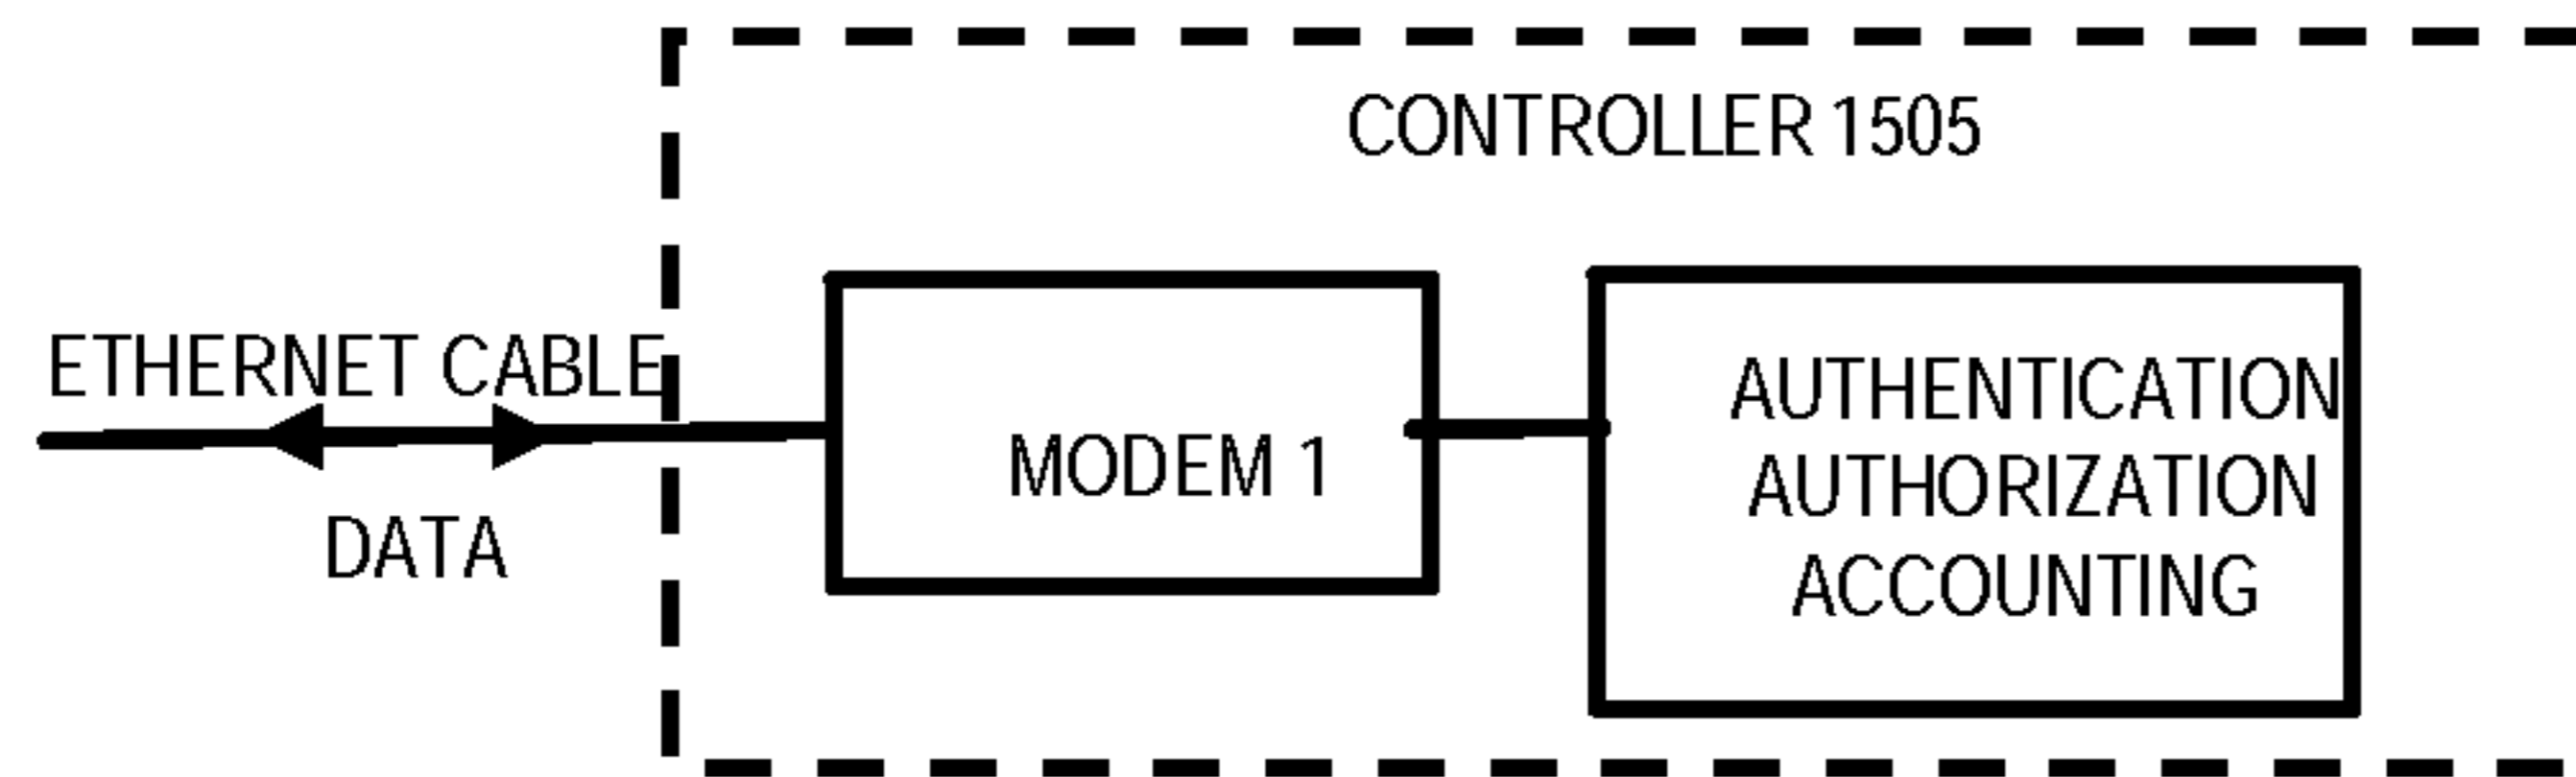 CONTROLLER 1505
ETHERNET CABLE
DATA
MODEM 1
AUTHENTICATION
AUTHORIZATION
ACCOUNTING